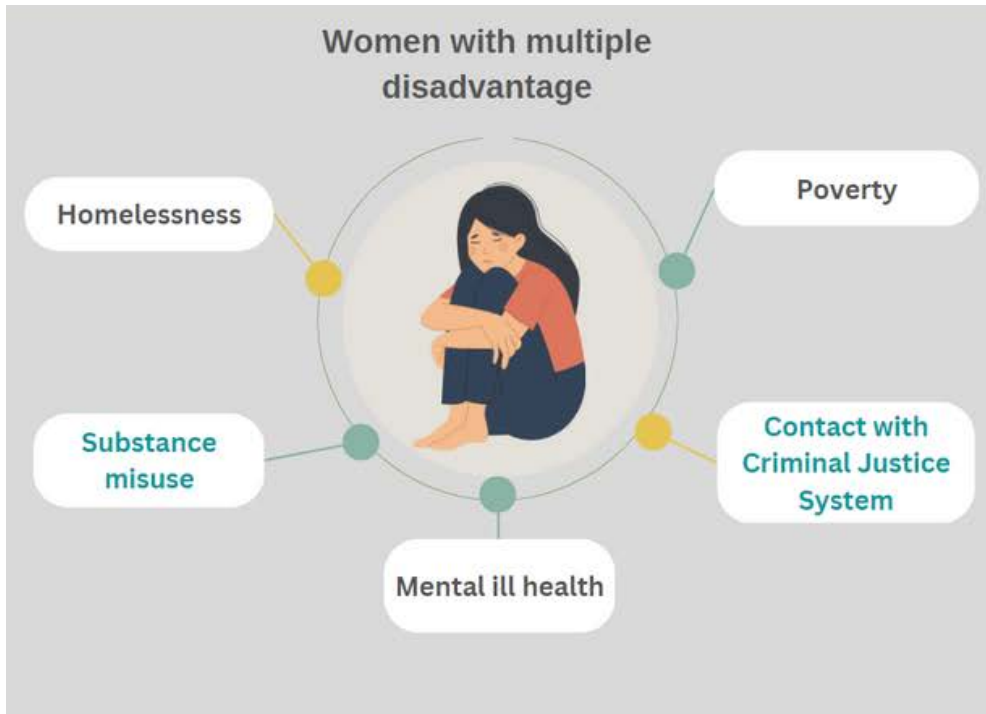 Women with multiple
disadvantage
Homelessness
Poverty
Substance
misuse
Contact with
Criminal Justice
System
Mental ill health